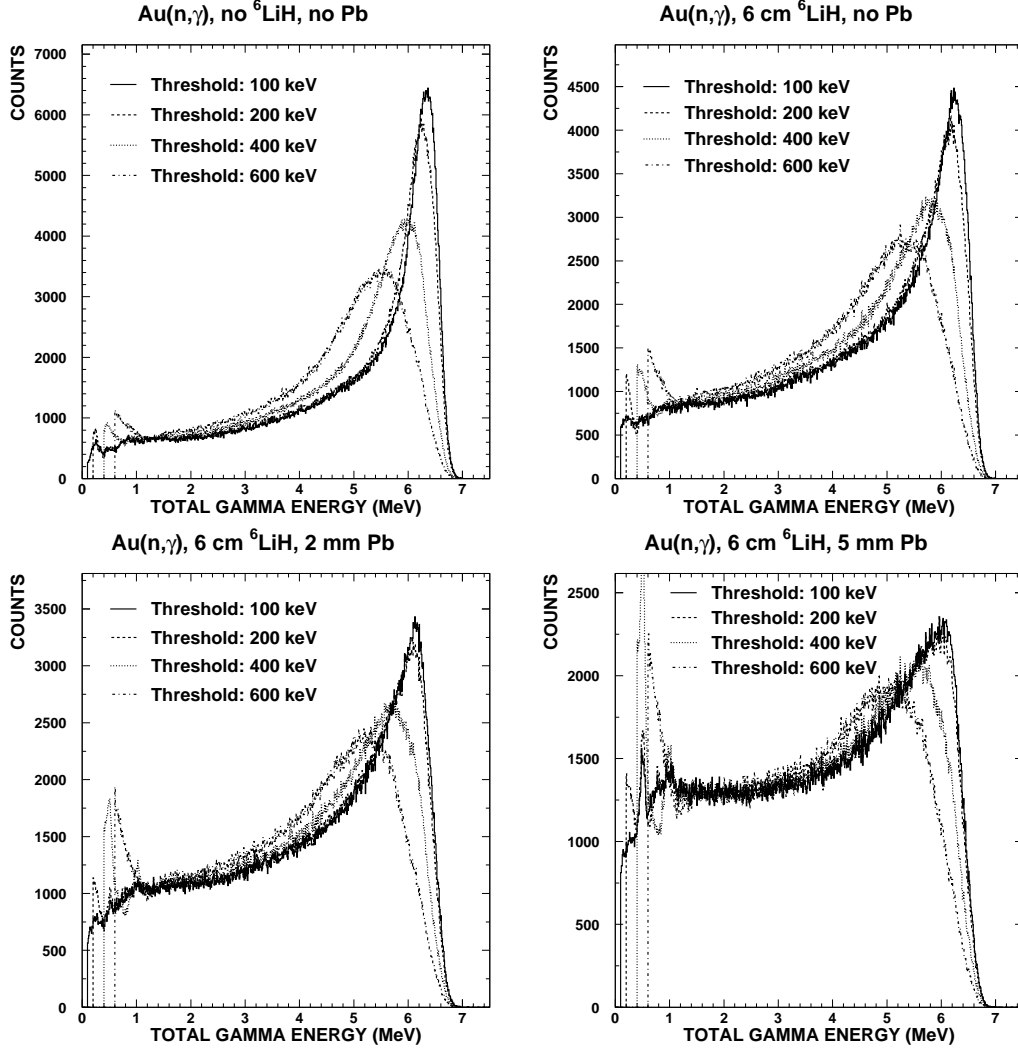 Au(n,γ), no ⁶LiH, no Pb
COUNTS
7000
6000
5000
4000
3000
2000
1000
0
Threshold: 100 keV
Threshold: 200 keV
Threshold: 400 keV
Threshold: 600 keV
0 1 2 3 4 5 6 7
TOTAL GAMMA ENERGY (MeV)
Au(n,γ), 6 cm ⁶LiH, no Pb
COUNTS
4500
4000
3500
3000
2500
2000
1500
1000
500
0
Threshold: 100 keV
Threshold: 200 keV
Threshold: 400 keV
Threshold: 600 keV
0 1 2 3 4 5 6 7
TOTAL GAMMA ENERGY (MeV)
Au(n,γ), 6 cm ⁶LiH, 2 mm Pb
COUNTS
3500
3000
2500
2000
1500
1000
500
0
Threshold: 100 keV
Threshold: 200 keV
Threshold: 400 keV
Threshold: 600 keV
0 1 2 3 4 5 6 7
TOTAL GAMMA ENERGY (MeV)
Au(n,γ), 6 cm ⁶LiH, 5 mm Pb
COUNTS
2500
2000
1500
1000
500
0
Threshold: 100 keV
Threshold: 200 keV
Threshold: 400 keV
Threshold: 600 keV
0 1 2 3 4 5 6 7
TOTAL GAMMA ENERGY (MeV)